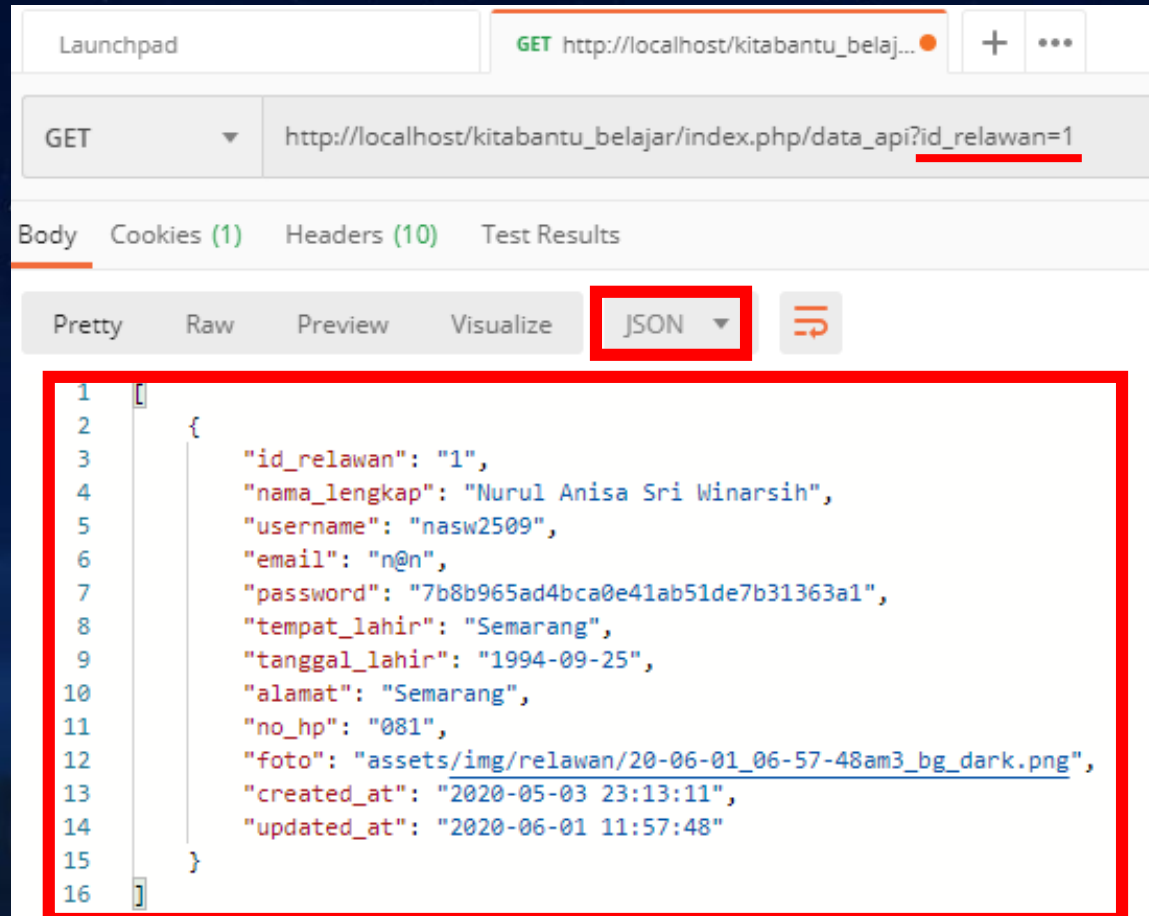 Launchpad
GET http://localhost/kitabantu_belaj...
GET http://localhost/kitabantu_belajar/index.php/data_api?id_relawan=1
Body Cookies (1) Headers (10) Test Results
Pretty Raw Preview Visualize JSON
1 [
2 {
3 "id_relawan": "1",
4 "nama_lengkap": "Nurul Anisa Sri Winarsih",
5 "username": "nasw2509",
6 "email": "n@n",
7 "password": "7b8b965ad4bca0e41ab51de7b31363a1",
8 "tempat_lahir": "Semarang",
9 "tanggal_lahir": "1994-09-25",
10 "alamat": "Semarang",
11 "no_hp": "081",
12 "foto": "assets/img/relawan/20-06-01_06-57-48am3_bg_dark.png",
13 "created_at": "2020-05-03 23:13:11",
14 "updated_at": "2020-06-01 11:57:48"
15 }
16 ]